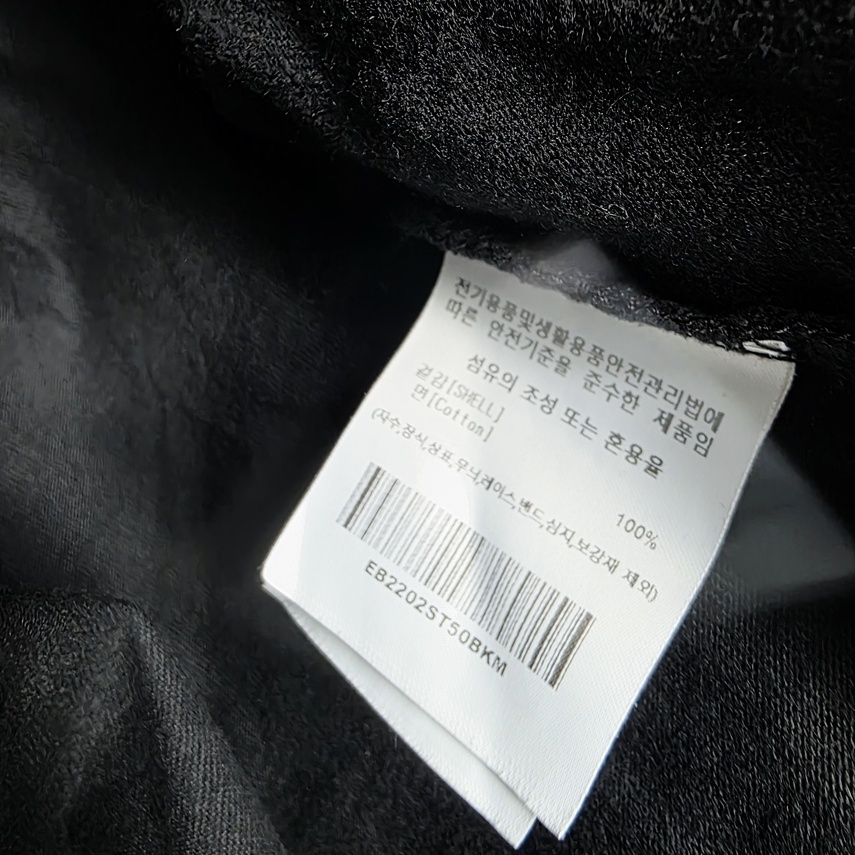 전기용품및생활용품안전관리법에
따른 안전기준을 준수한 제품임
섬유의 조성 또는 혼용율
겉감[SHELL]
면[Cotton] 100%
(자수,장식,상표,무늬,레이스,밴드,심지,보강재 제외)
EB2202ST50BKM